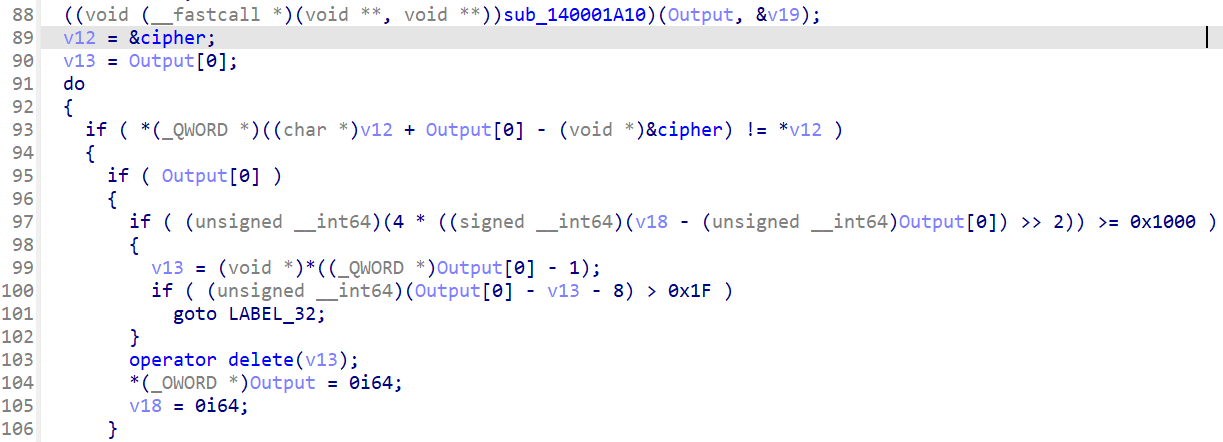 88 ((void (__fastcall *)(void **, void **))sub_140001A10)(Output, &v19);
89 v12 = &cipher;
90 v13 = Output[0];
91 do
92 {
93 if ( *(_QWORD *)((char *)v12 + Output[0] - (void *)&cipher) != *v12 )
94 {
95 if ( Output[0] )
96 {
97 if ( (unsigned __int64)(4 * ((signed __int64)(v18 - (unsigned __int64)Output[0]) >> 2)) >= 0x1000 )
98 {
99 v13 = (void *)*((_QWORD *)Output[0] - 1);
100 if ( (unsigned __int64)(Output[0] - v13 - 8) > 0x1F )
101 goto LABEL_32;
102 }
103 operator delete(v13);
104 *(_OWORD *)Output = 0i64;
105 v18 = 0i64;
106 }